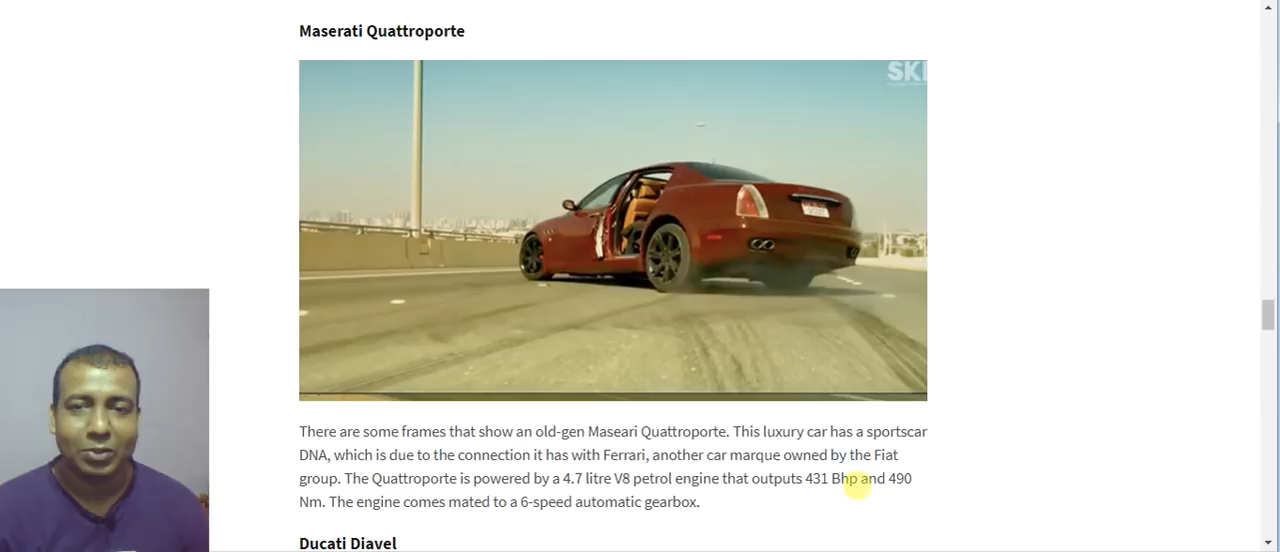 Maserati Quattroporte
SKI
There are some frames that show an old-gen Maseari Quattroporte. This luxury car has a sportscar
DNA, which is due to the connection it has with Ferrari, another car marque owned by the Fiat
group. The Quattroporte is powered by a 4.7 litre V8 petrol engine that outputs 431 Bhp and 490
Nm. The engine comes mated to a 6-speed automatic gearbox.
Ducati Diavel